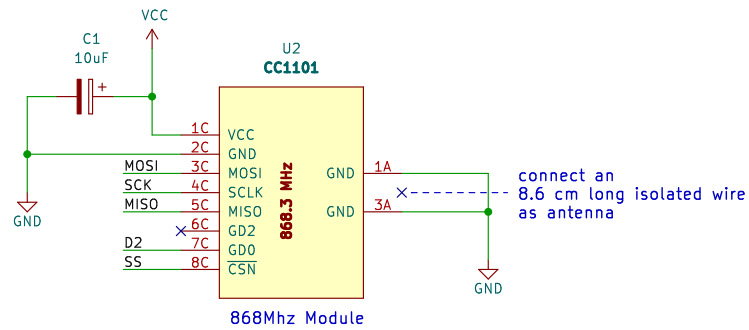 VCC
C1
10uF
+
U2
CC1101
1C VCC
2C GND
MOSI 3C MOSI
SCK 4C SCLK
MISO 5C MISO
6C GD2
D2 7C GD0
SS 8C CSN
868.3 MHz
GND 1A
GND 3A
connect an
8.6 cm long isolated wire
as antenna
GND
GND
868Mhz Module